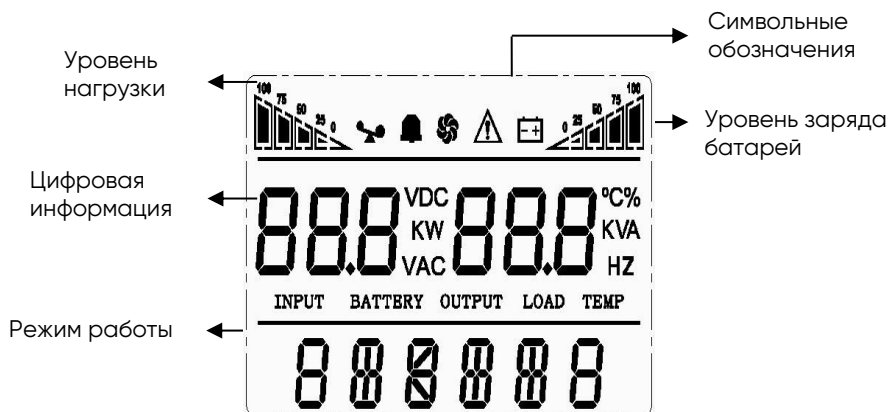 Символьные
обозначения
Уровень
нагрузки
100 75 50 25 0
0 25 50 75 100
Уровень заряда
батарей
Цифровая
информация
88.8 VDC KW VAC 88.8 °C% KVA HZ
INPUT BATTERY OUTPUT LOAD TEMP
Режим работы